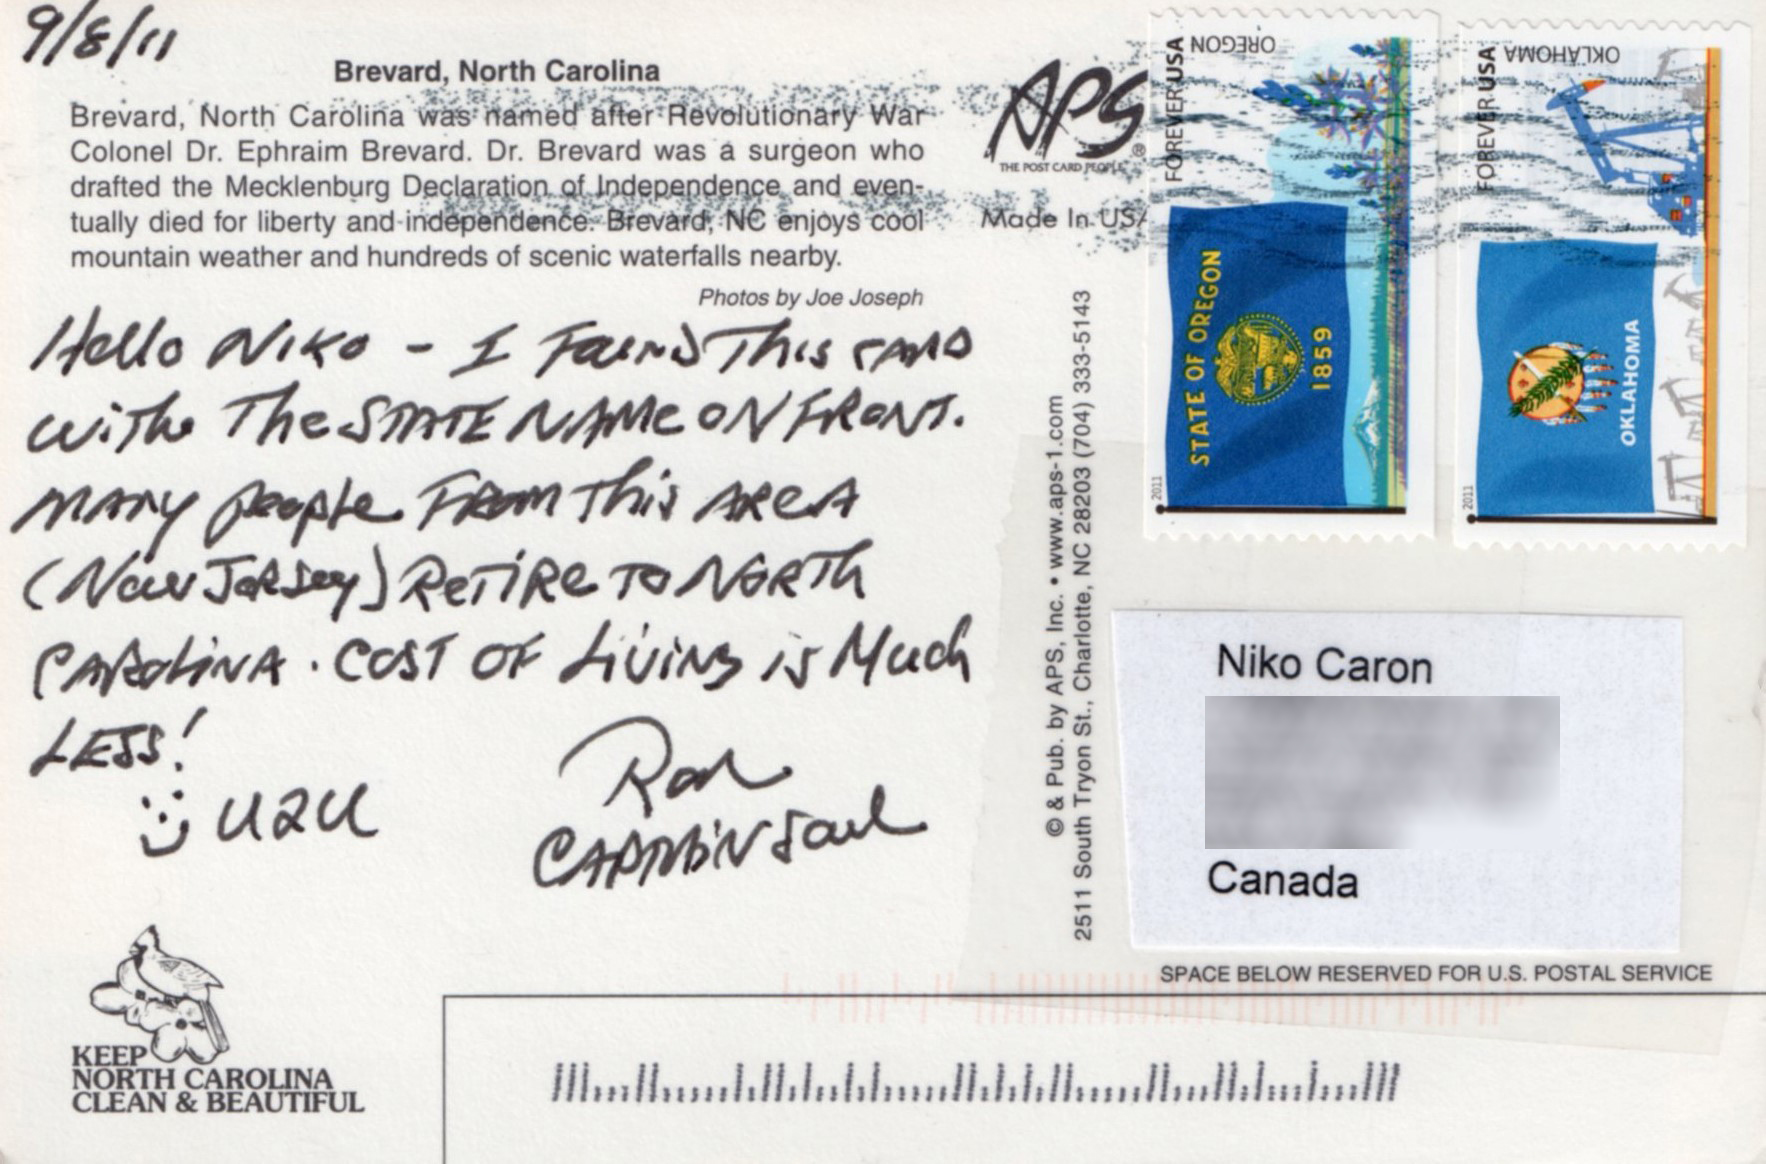 9/8/11
Brevard, North Carolina
Brevard, North Carolina was named after Revolutionary War
Colonel Dr. Ephraim Brevard. Dr. Brevard was a surgeon who
drafted the Mecklenburg Declaration of Independence and even-
tually died for liberty and independence. Brevard, NC enjoys cool
mountain weather and hundreds of scenic waterfalls nearby.
Photos by Joe Joseph
Hello NIKO - I FOUND THIS CARD
WITH THE STATE NAME ON FRONT.
MANY people FROM THIS AREA
(New Jersey) RETIRE TO NORTH
CAROLINA. COST OF LIVING is Much
LESS!
U2U
Ron
CARDINSoul
KEEP
NORTH CAROLINA
CLEAN & BEAUTIFUL
APS®
THE POST CARD PEOPLE
Made In USA
© & Pub. by APS, Inc. • www.aps-1.com
2511 South Tryon St., Charlotte, NC 28203 (704) 333-5143
FOREVER USA
OREGON
STATE OF OREGON
1859
2011
FOREVER USA
OKLAHOMA
OKLAHOMA
2011
Niko Caron
Canada
SPACE BELOW RESERVED FOR U.S. POSTAL SERVICE